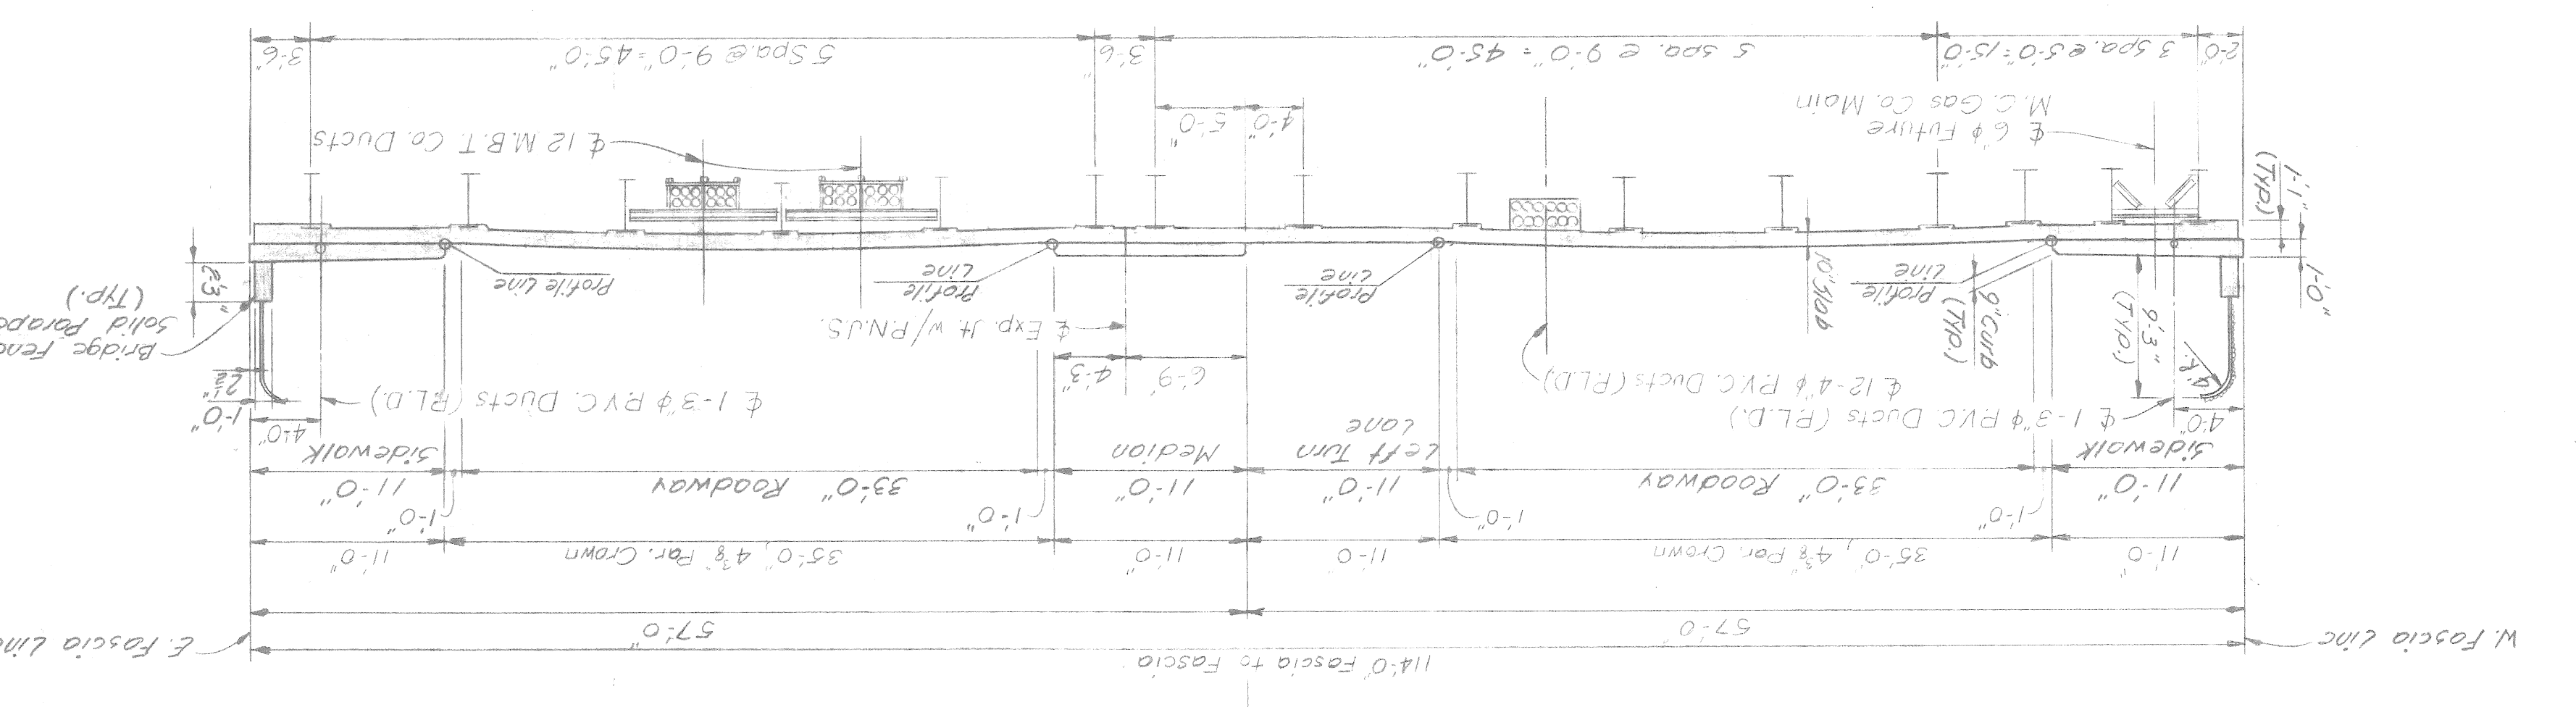 114'-0" Fascia to Fascia
W. Fascia Line
E. Fascia Line
57'-0"
57'-0"
11'-0
35'-0", 4 3/8" Par. Crown
11'-0
11'-0
35'-0", 4 3/8" Par. Crown
11'-0"
1'-0"
1'-0"
1'-0"
1'-0"
11'-0"
33'-0" Roadway
11'-0"
11'-0"
33'-0" Roadway
11'-0"
Sidewalk
Left Turn
Lane
Median
Sidewalk
4'-0"
4'-0"
1'-0"
℄ 1-3"φ P.V.C. Ducts (P.L.D.)
℄ 12-4"φ P.V.C. Ducts (P.L.D.)
℄ 1-3"φ P.V.C. Ducts (P.L.D.)
4' R.
2 1/2"
6'-9"
4'-3"
9'-3"
(TYP.)
9" Curb
(TYP.)
℄ Exp. Jt. w/ P.N.J.S.
Bridge
Solid
(Typ.)
10" Slab
Profile
Line
Profile
Line
Profile
Line
Profile Line
1'-0"
2'-3"
1'-1"
(TYP.)
℄ 6"φ Future
M.C. Gas Co. Main
℄ 12 M.B.T. Co. Ducts
4'-0"
5'-0"
2'-0"
3 Spa. @ 5'-0" = 15'-0"
5 spa. @ 9'-0" = 45'-0"
3'-6"
5 Spa. @ 9'-0" = 45'-0"
3'-6"